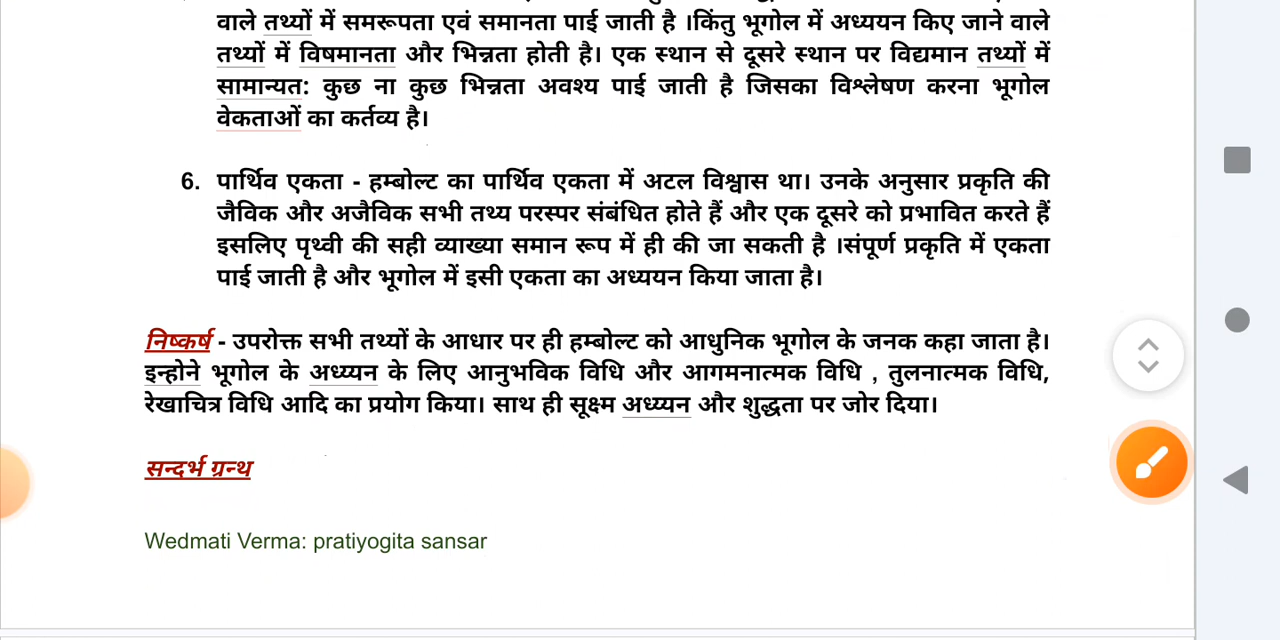 वाले तथ्यों में समरूपता एवं समानता पाई जाती है ।किंतु भूगोल में अध्ययन किए जाने वाले
तथ्यों में विषमानता और भिन्नता होती है। एक स्थान से दूसरे स्थान पर विद्यमान तथ्यों में
सामान्यत: कुछ ना कुछ भिन्नता अवश्य पाई जाती है जिसका विश्लेषण करना भूगोल
वेकताओं का कर्तव्य है।
6. पार्थिव एकता - हम्बोल्ट का पार्थिव एकता में अटल विश्वास था। उनके अनुसार प्रकृति की
जैविक और अजैविक सभी तथ्य परस्पर संबंधित होते हैं और एक दूसरे को प्रभावित करते हैं
इसलिए पृथ्वी की सही व्याख्या समान रूप में ही की जा सकती है ।संपूर्ण प्रकृति में एकता
पाई जाती है और भूगोल में इसी एकता का अध्ययन किया जाता है।
निष्कर्ष - उपरोक्त सभी तथ्यों के आधार पर ही हम्बोल्ट को आधुनिक भूगोल के जनक कहा जाता है।
इन्होने भूगोल के अध्य्यन के लिए आनुभविक विधि और आगमनात्मक विधि , तुलनात्मक विधि,
रेखाचित्र विधि आदि का प्रयोग किया। साथ ही सूक्ष्म अध्य्यन और शुद्धता पर जोर दिया।
सन्दर्भ ग्रन्थ
Wedmati Verma: pratiyogita sansar